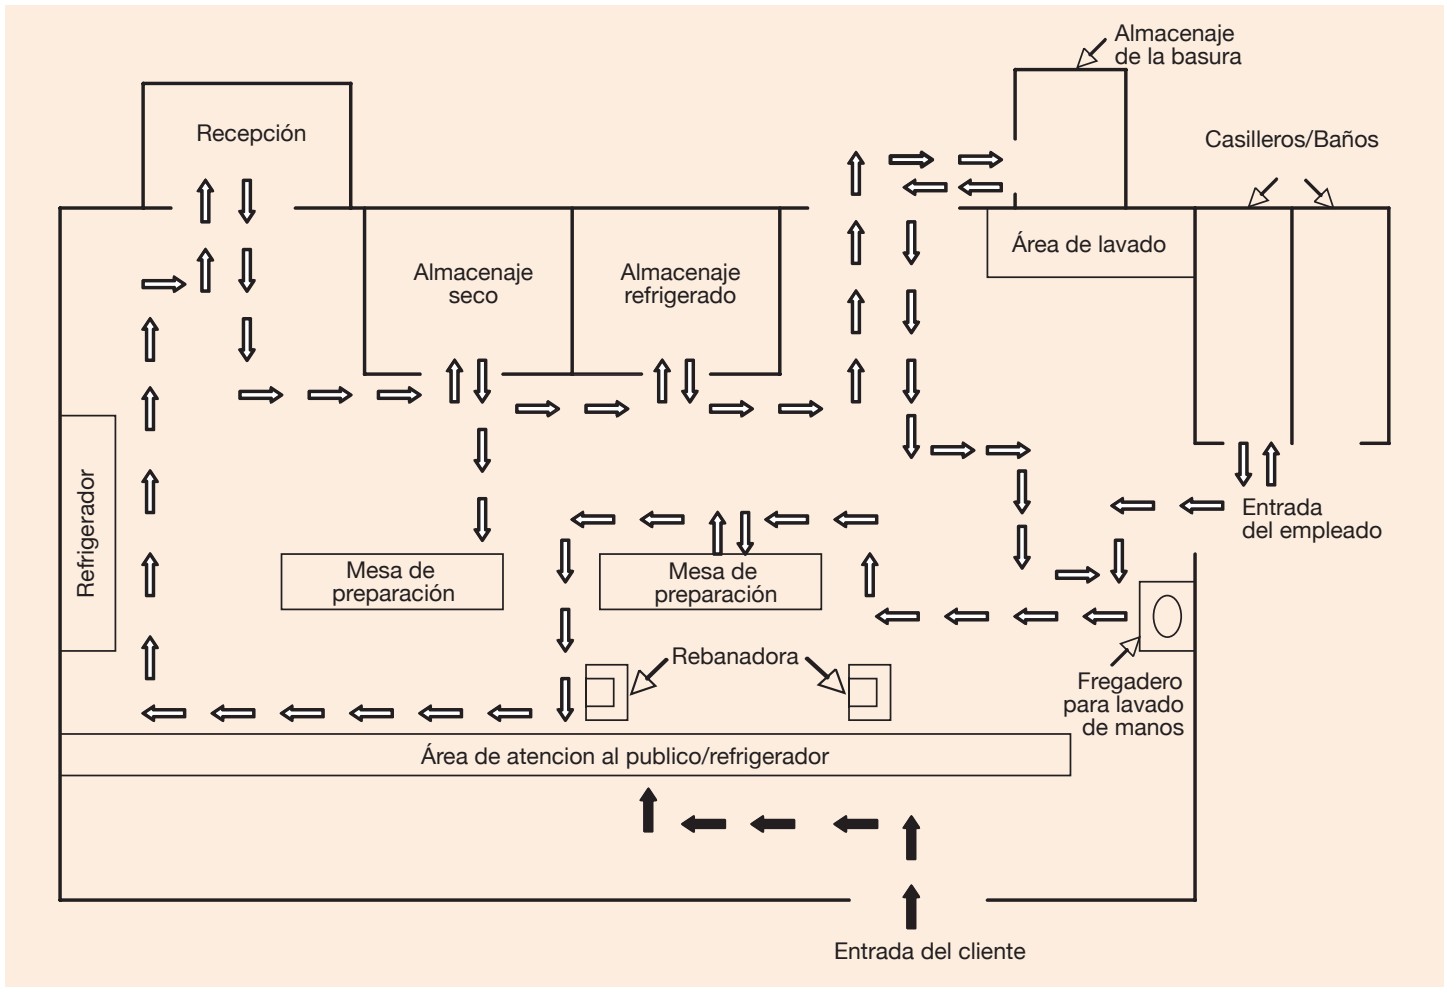 Almacenaje
de la basura
Recepción
Casilleros/Baños
Área de lavado
Almacenaje
seco
Almacenaje
refrigerado
Entrada
del empleado
Refrigerador
Mesa de
preparación
Mesa de
preparación
Rebanadora
Fregadero
para lavado
de manos
Área de atencion al publico/refrigerador
Entrada del cliente